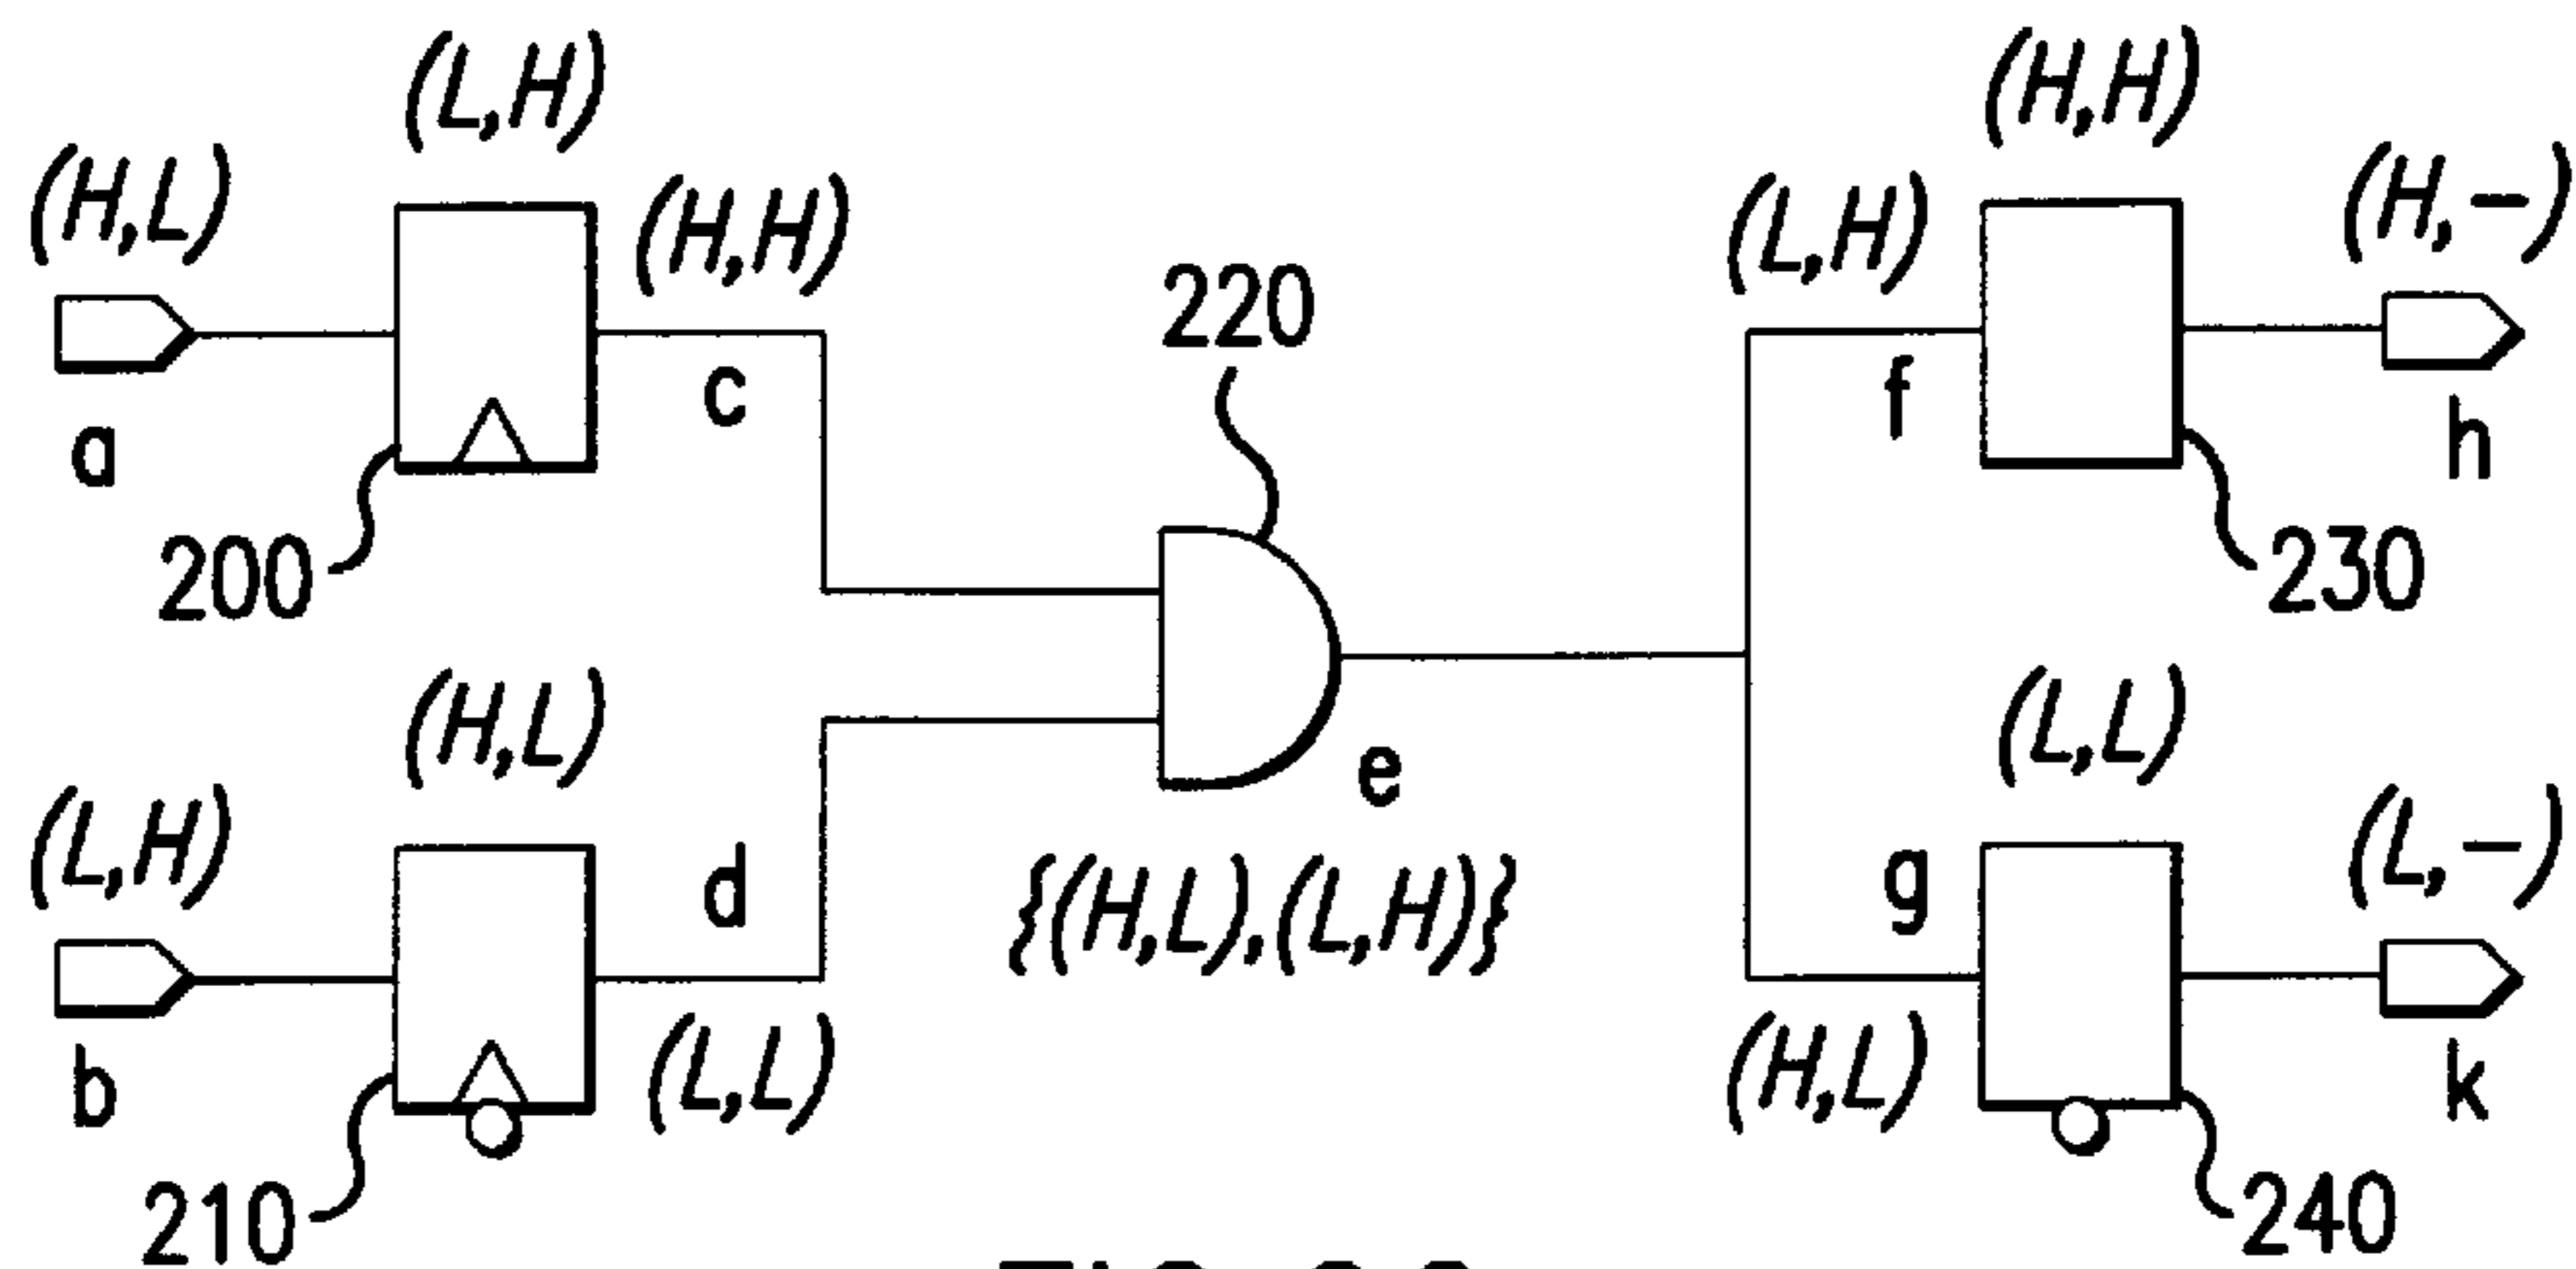 (L,H)
(H,H)
(H,L)
(H,H)
(L,H)
(H,-)
220
a
c
f
h
200
230
(H,L)
(L,L)
(L,H)
d
e
g
(L,-)
{(H,L),(L,H)}
b
(L,L)
(H,L)
k
210
240